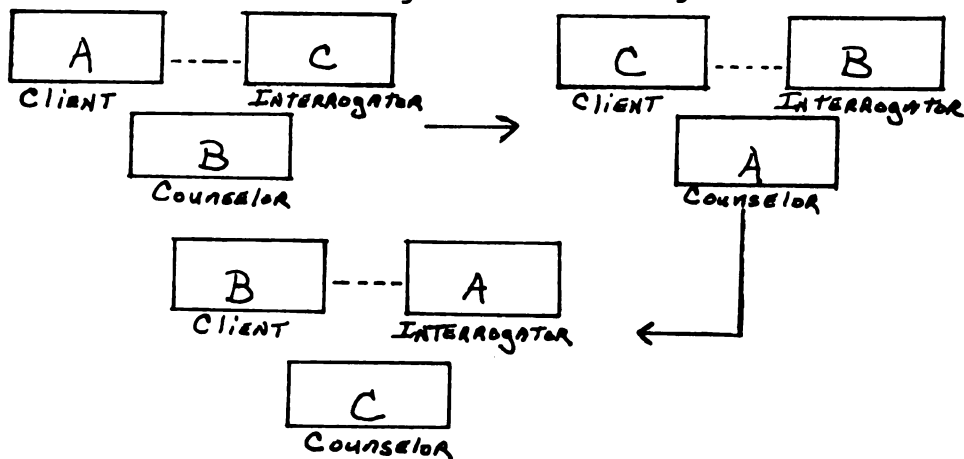 A C
Client Interrogator
B
Counselor
C B
Client Interrogator
A
Counselor
B A
Client Interrogator
C
Counselor